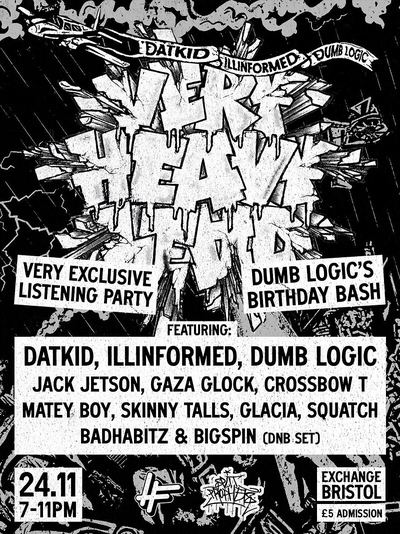 DATKID ILLINFORMED DUMB LOGIC
VERY
HEAVY
VERY EXCLUSIVE
LISTENING PARTY
DUMB LOGIC'S
BIRTHDAY BASH
FEATURING:
DATKID, ILLINFORMED, DUMB LOGIC
JACK JETSON, GAZA GLOCK, CROSSBOW T
MATEY BOY, SKINNY TALLS, GLACIA, SQUATCH
BADHABITZ & BIGSPIN (DNB SET)
24.11
7-11PM
EXCHANGE
BRISTOL
£5 ADMISSION